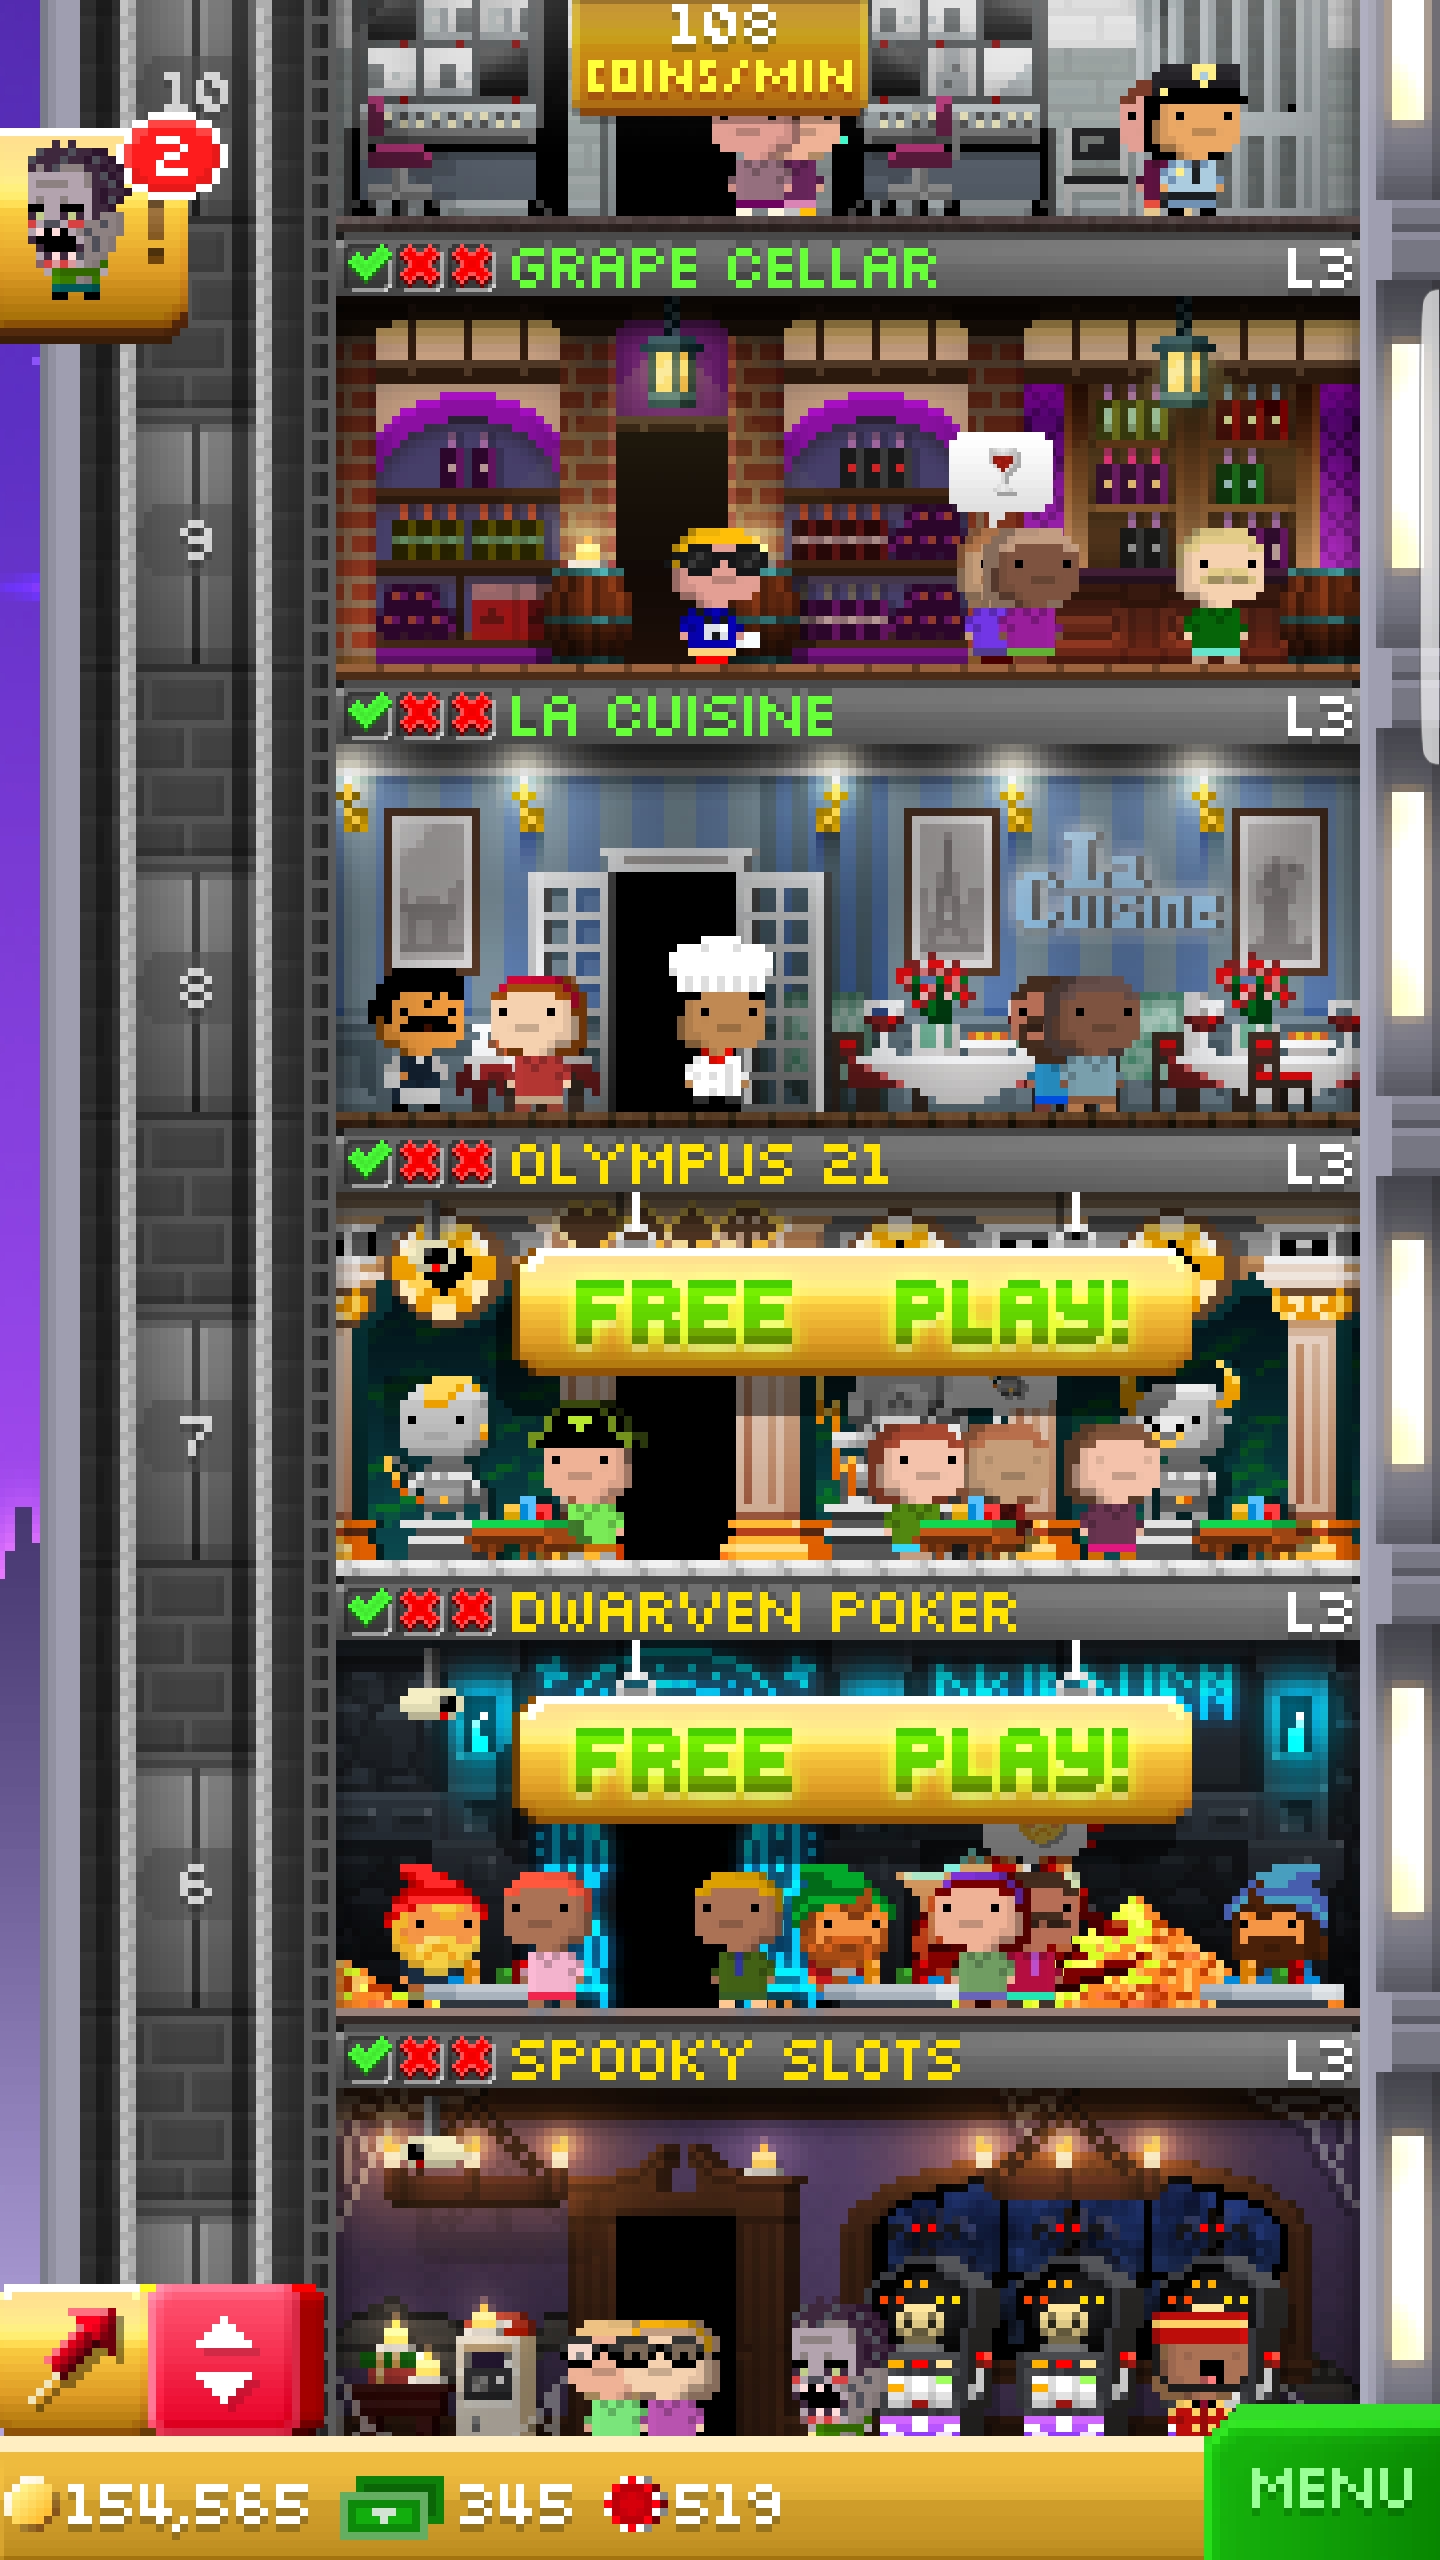 108
COINS/MIN
10
2
!
GRAPE CELLAR L3
9
LA CUISINE L3
La
Cuisine
8
OLYMPUS 21 L3
FREE PLAY!
7
DWARVEN POKER L3
FREE PLAY!
6
SPOOKY SLOTS L3
154,565 345 519
MENU